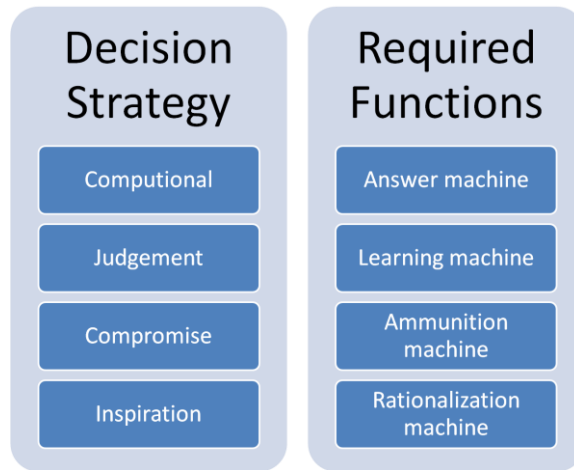 Decision
Strategy
Computional
Judgement
Compromise
Inspiration
Required
Functions
Answer machine
Learning machine
Ammunition
machine
Rationalization
machine